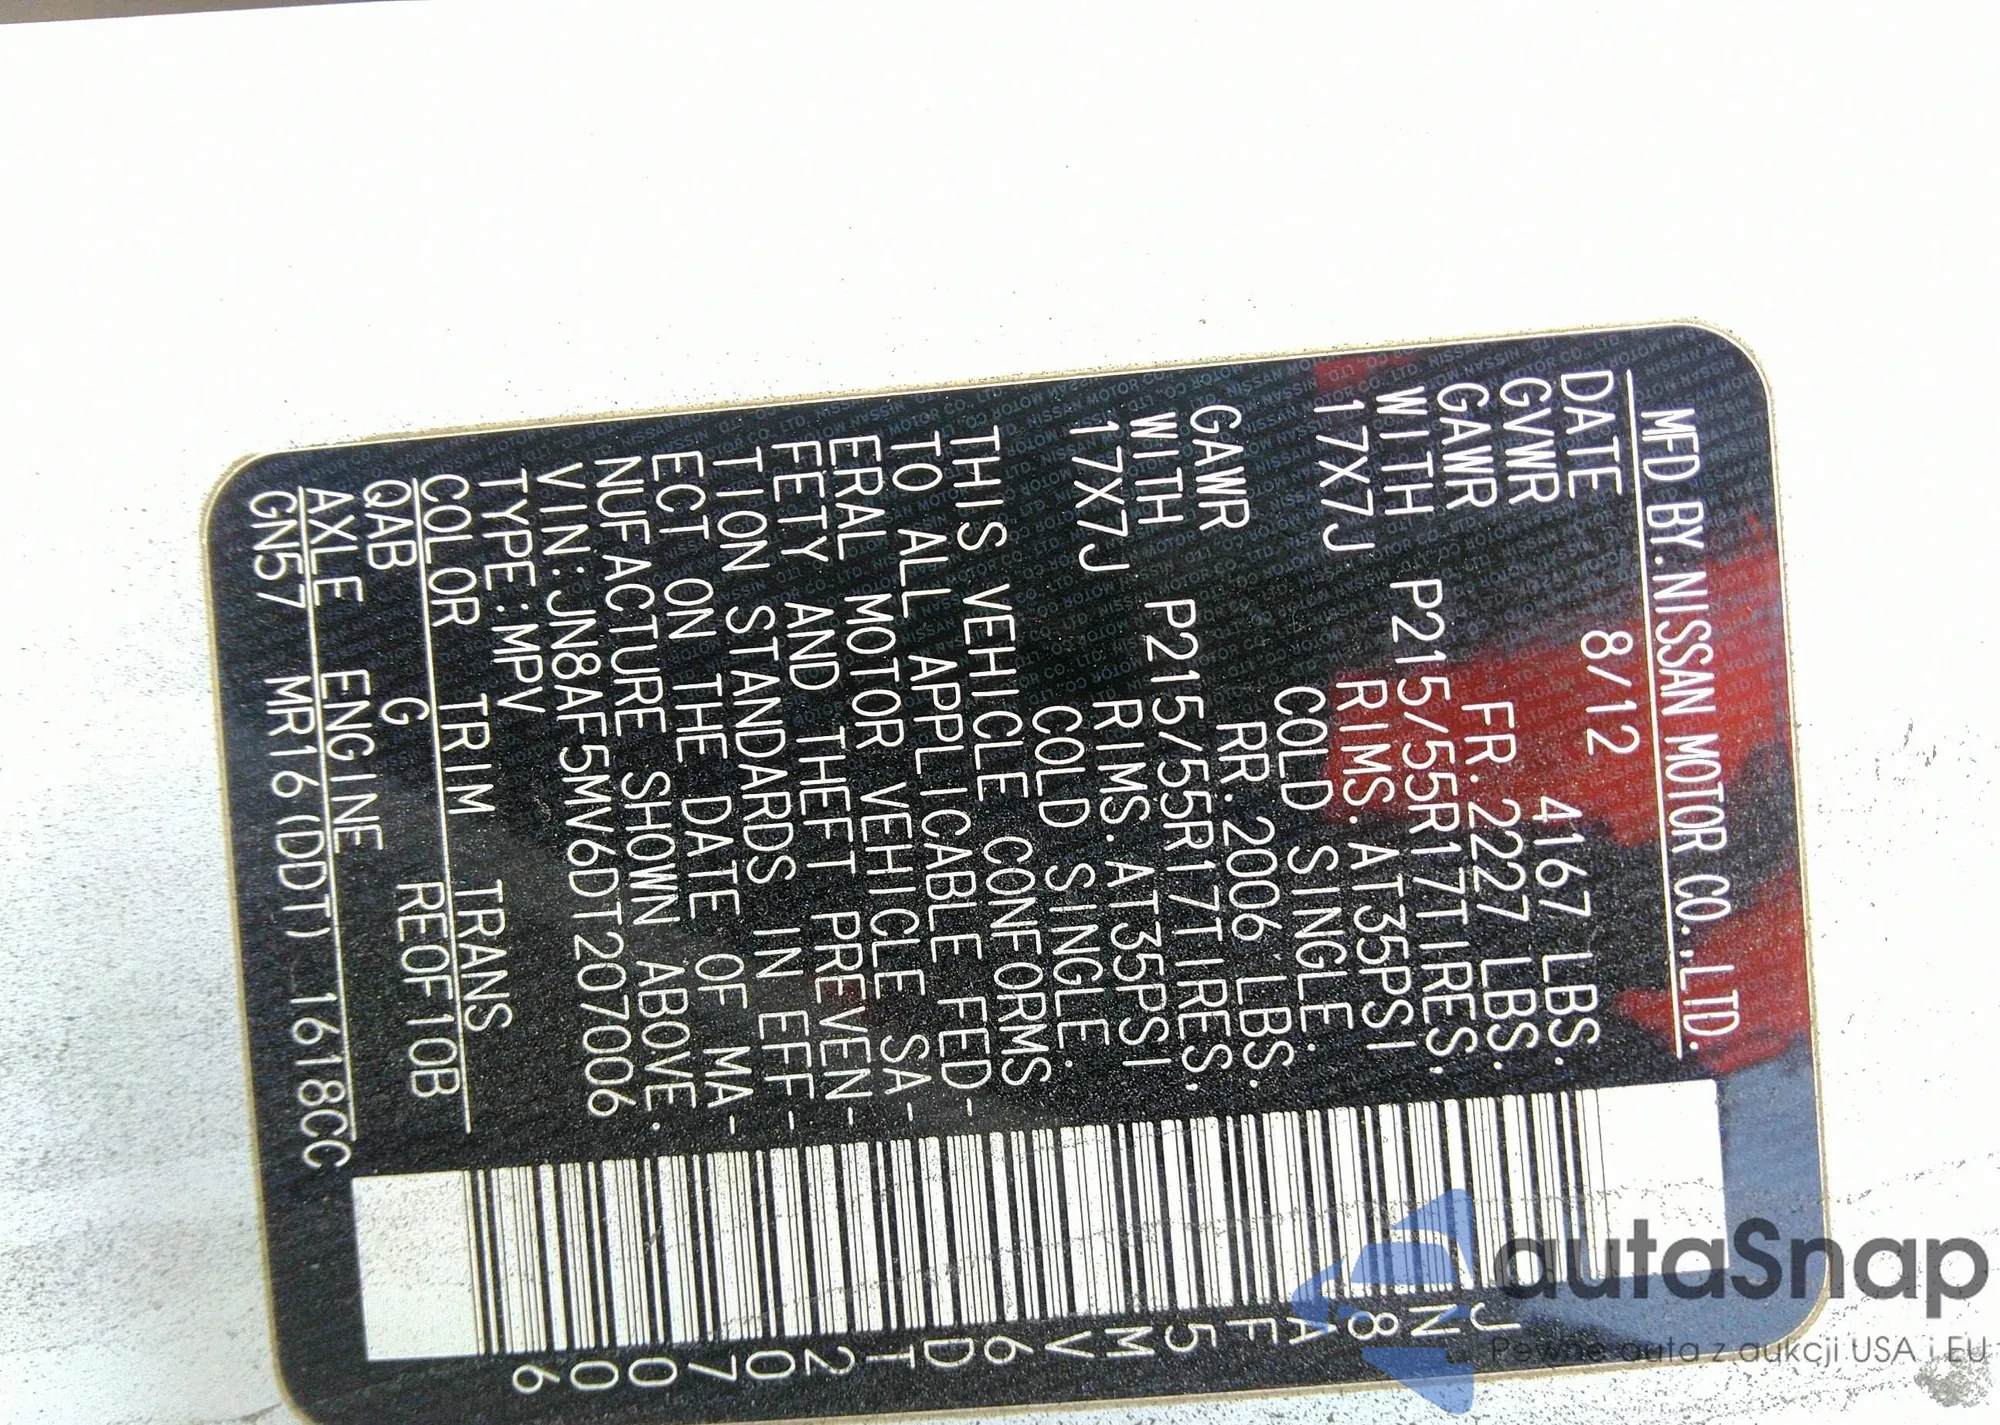 MFD BY.NISSAN MOTOR CO.,LTD.
DATE 8/12
GVWR 4167 LBS.
GAWR FR. 2227 LBS.
WITH P215/55R17TIRES,
17X7J RIMS. AT35PSI
COLD SINGLE.
GAWR RR. 2006 LBS.
WITH P215/55R17TIRES,
17X7J RIMS. AT35PSI
COLD SINGLE.
THIS VEHICLE CONFORMS
TO ALL APPLICABLE FED-
ERAL MOTOR VEHICLE SA-
FETY AND THEFT PREVEN-
TION STANDARDS IN EFF-
ECT ON THE DATE OF MA-
NUFACTURE SHOWN ABOVE.
VIN:JN8AF5MV6DT207006
TYPE:MPV
COLOR TRIM TRANS
QAB G REOF10B
AXLE ENGINE
GN57 MR16(DDT) 1618CC
JN8AF5MV6DT207006
autaSnap
Pewne auta z aukcji USA i EU